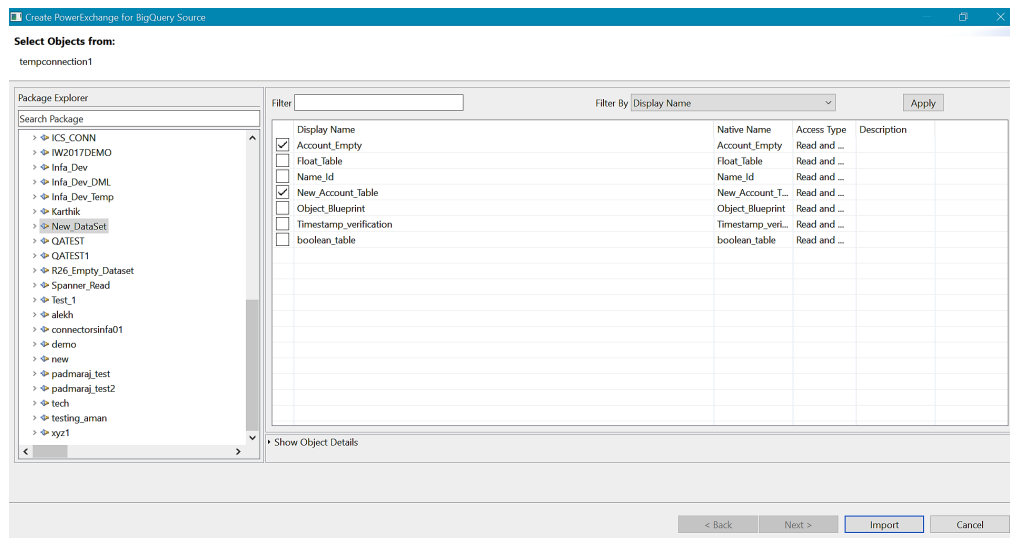 Create PowerExchange for BigQuery Source
Select Objects from:
tempconnection1
Package Explorer
Search Package
ICS_CONN
IW2017DEMO
Infa_Dev
Infa_Dev_DML
Infa_Dev_Temp
Karthik
New_DataSet
QATEST
QATEST1
R26_Empty_Dataset
Spanner_Read
Test_1
alekh
connectorsinfa01
demo
new
padmaraj_test
padmaraj_test2
tech
testing_aman
xyz1
Filter Filter By Display Name Apply
Display Name Native Name Access Type Description
Account_Empty Account_Empty Read and ...
Float_Table Float_Table Read and ...
Name_Id Name_Id Read and ...
New_Account_Table New_Account_T... Read and ...
Object_Blueprint Object_Blueprint Read and ...
Timestamp_verification Timestamp_veri... Read and ...
boolean_table boolean_table Read and ...
Show Object Details
< Back Next > Import Cancel